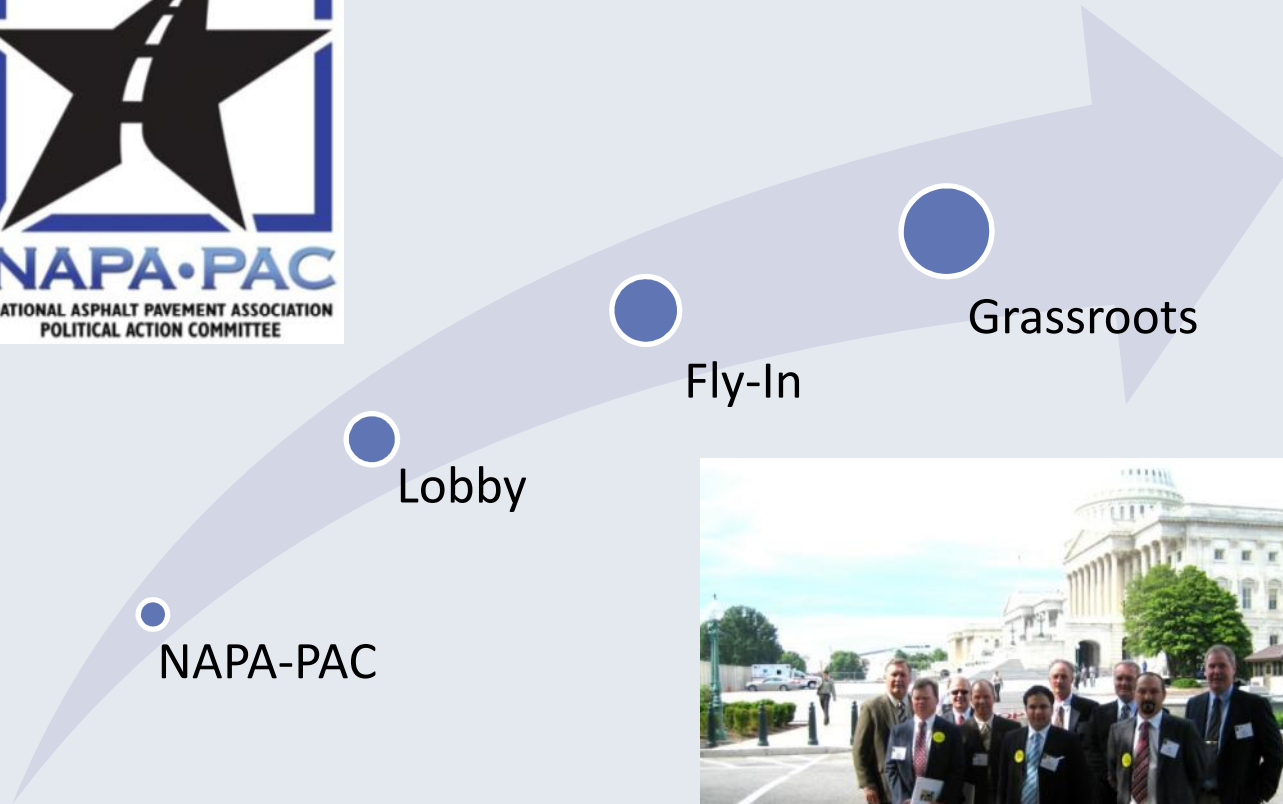 NAPA•PAC
ATIONAL ASPHALT PAVEMENT ASSOCIATION
POLITICAL ACTION COMMITTEE
Grassroots
Fly-In
Lobby
NAPA-PAC